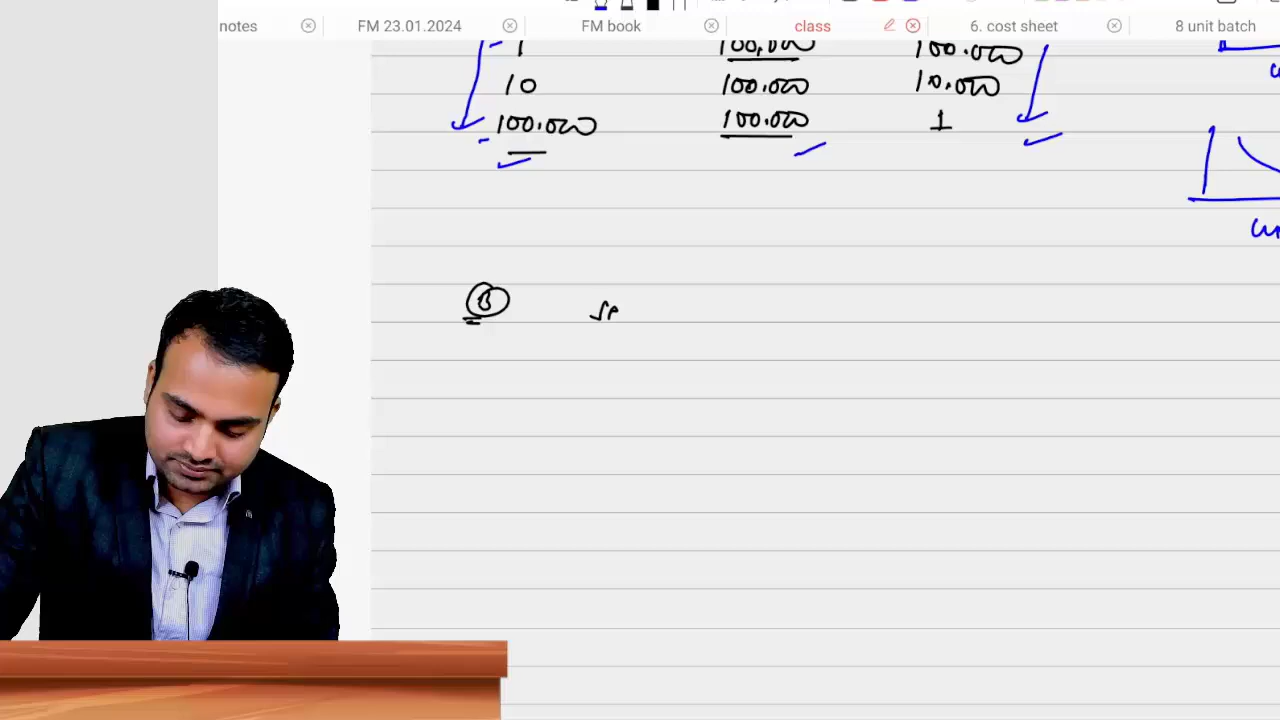 notes FM 23.01.2024 FM book class 6. cost sheet 8 unit batch
1 100,000 100.000
10 100.000 10.000
100.000 100.000 1
B SP